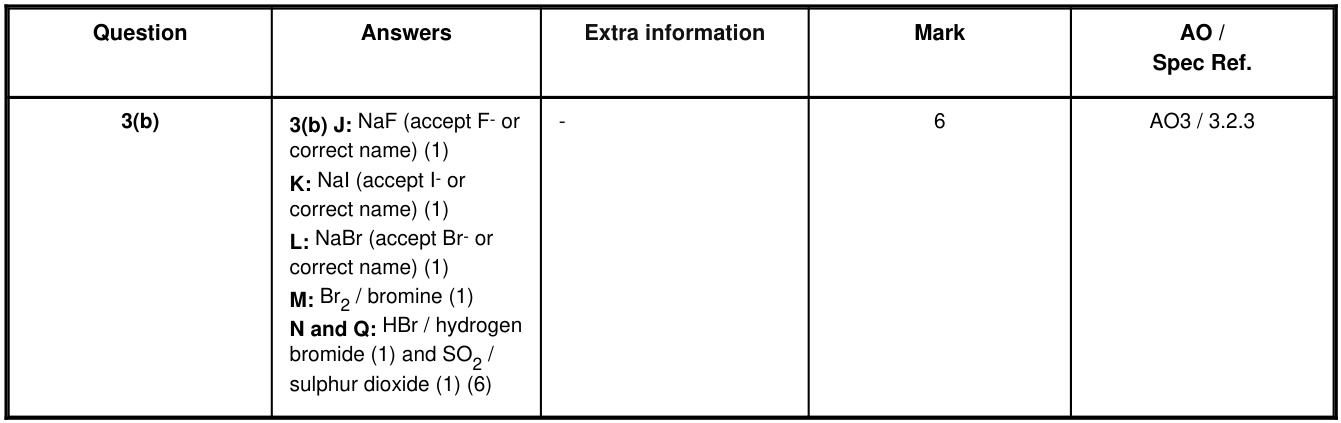 Question Answers Extra information Mark AO /
Spec Ref.
3(b) 3(b) J: NaF (accept F- or - 6 AO3 / 3.2.3
correct name) (1)
K: NaI (accept I- or
correct name) (1)
L: NaBr (accept Br- or
correct name) (1)
M: Br2 / bromine (1)
N and Q: HBr / hydrogen
bromide (1) and SO2 /
sulphur dioxide (1) (6)